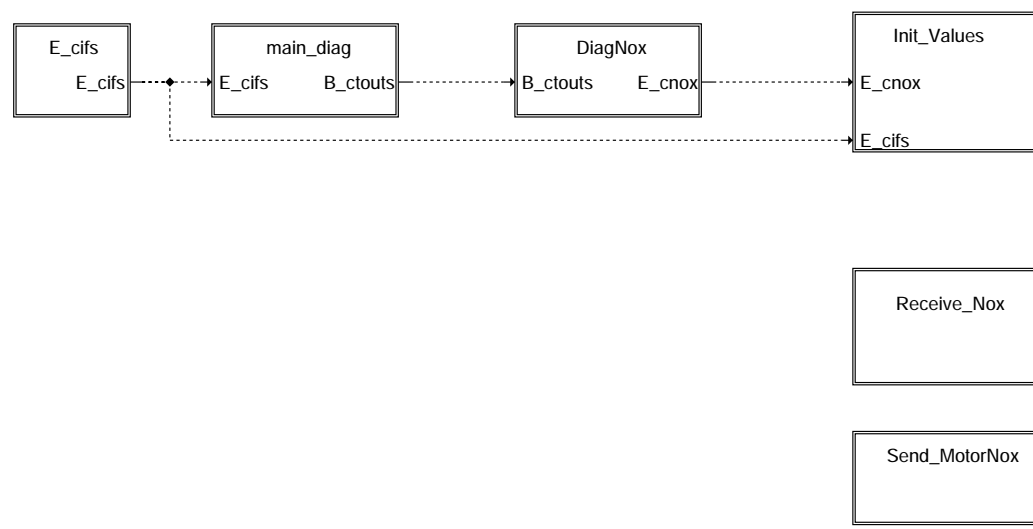 E_cifs
E_cifs
main_diag
E_cifs B_ctouts
DiagNox
B_ctouts E_cnox
Init_Values
E_cnox
E_cifs
Receive_Nox
Send_MotorNox